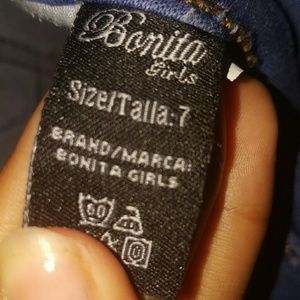 Bonita
Girls
Size/Talla:7
BRAND/MARCA:
BONITA GIRLS